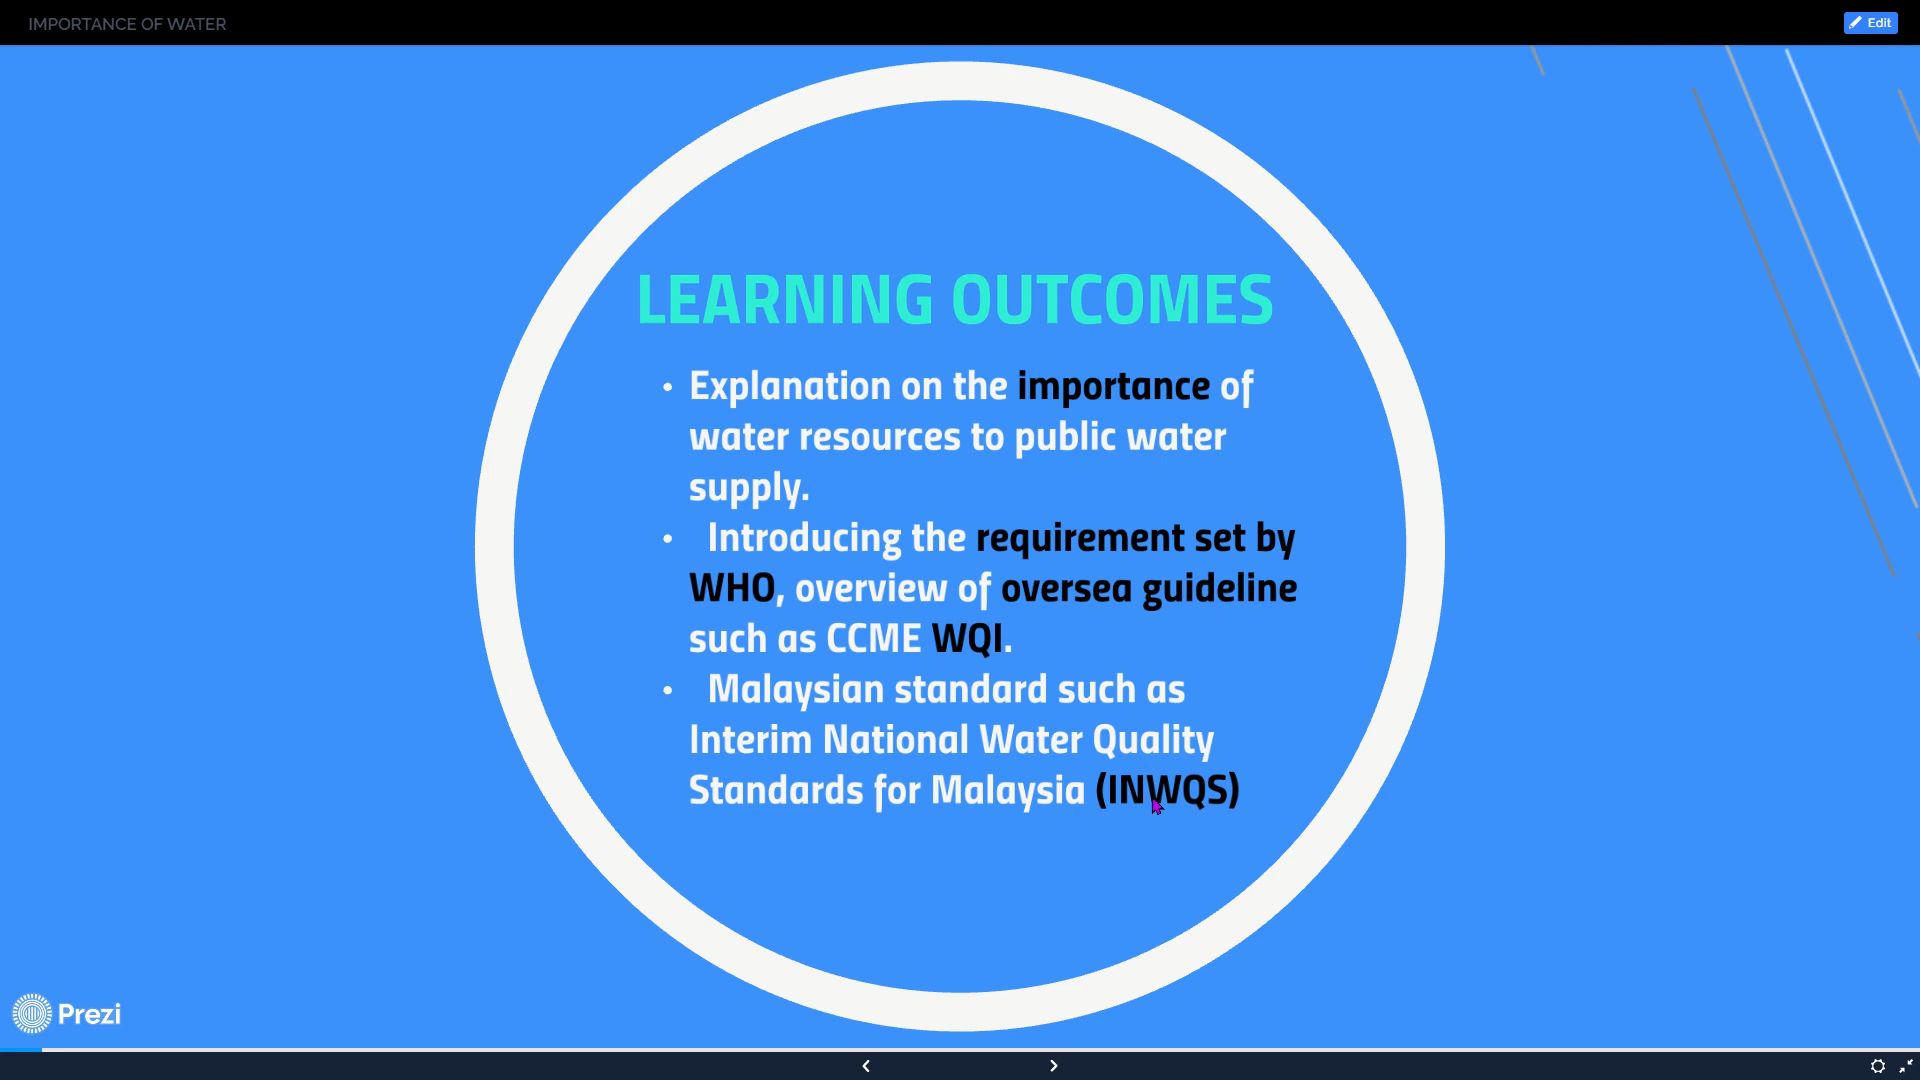 IMPORTANCE OF WATER
Edit
LEARNING OUTCOMES
• Explanation on the importance of
water resources to public water
supply.
• Introducing the requirement set by
WHO, overview of oversea guideline
such as CCME WQI.
• Malaysian standard such as
Interim National Water Quality
Standards for Malaysia (INWQS)
Prezi